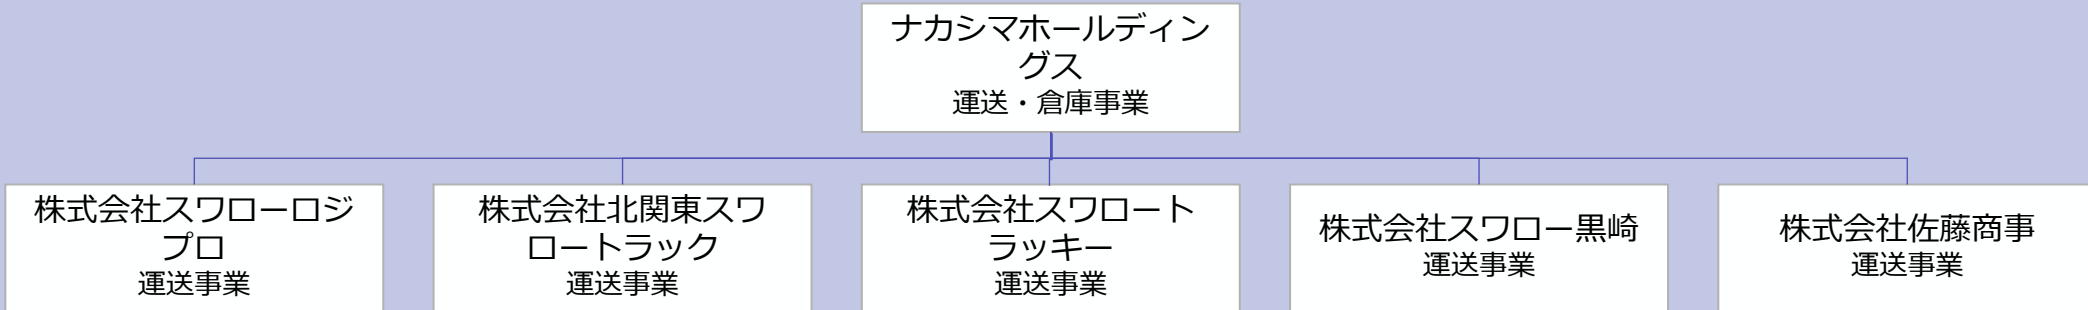 ナカシマホールディン
グス
運送・倉庫事業
株式会社スワローロジ
プロ
運送事業
株式会社北関東スワ
ロートラック
運送事業
株式会社スワロート
ラッキー
運送事業
株式会社スワロー黒崎
運送事業
株式会社佐藤商事
運送事業